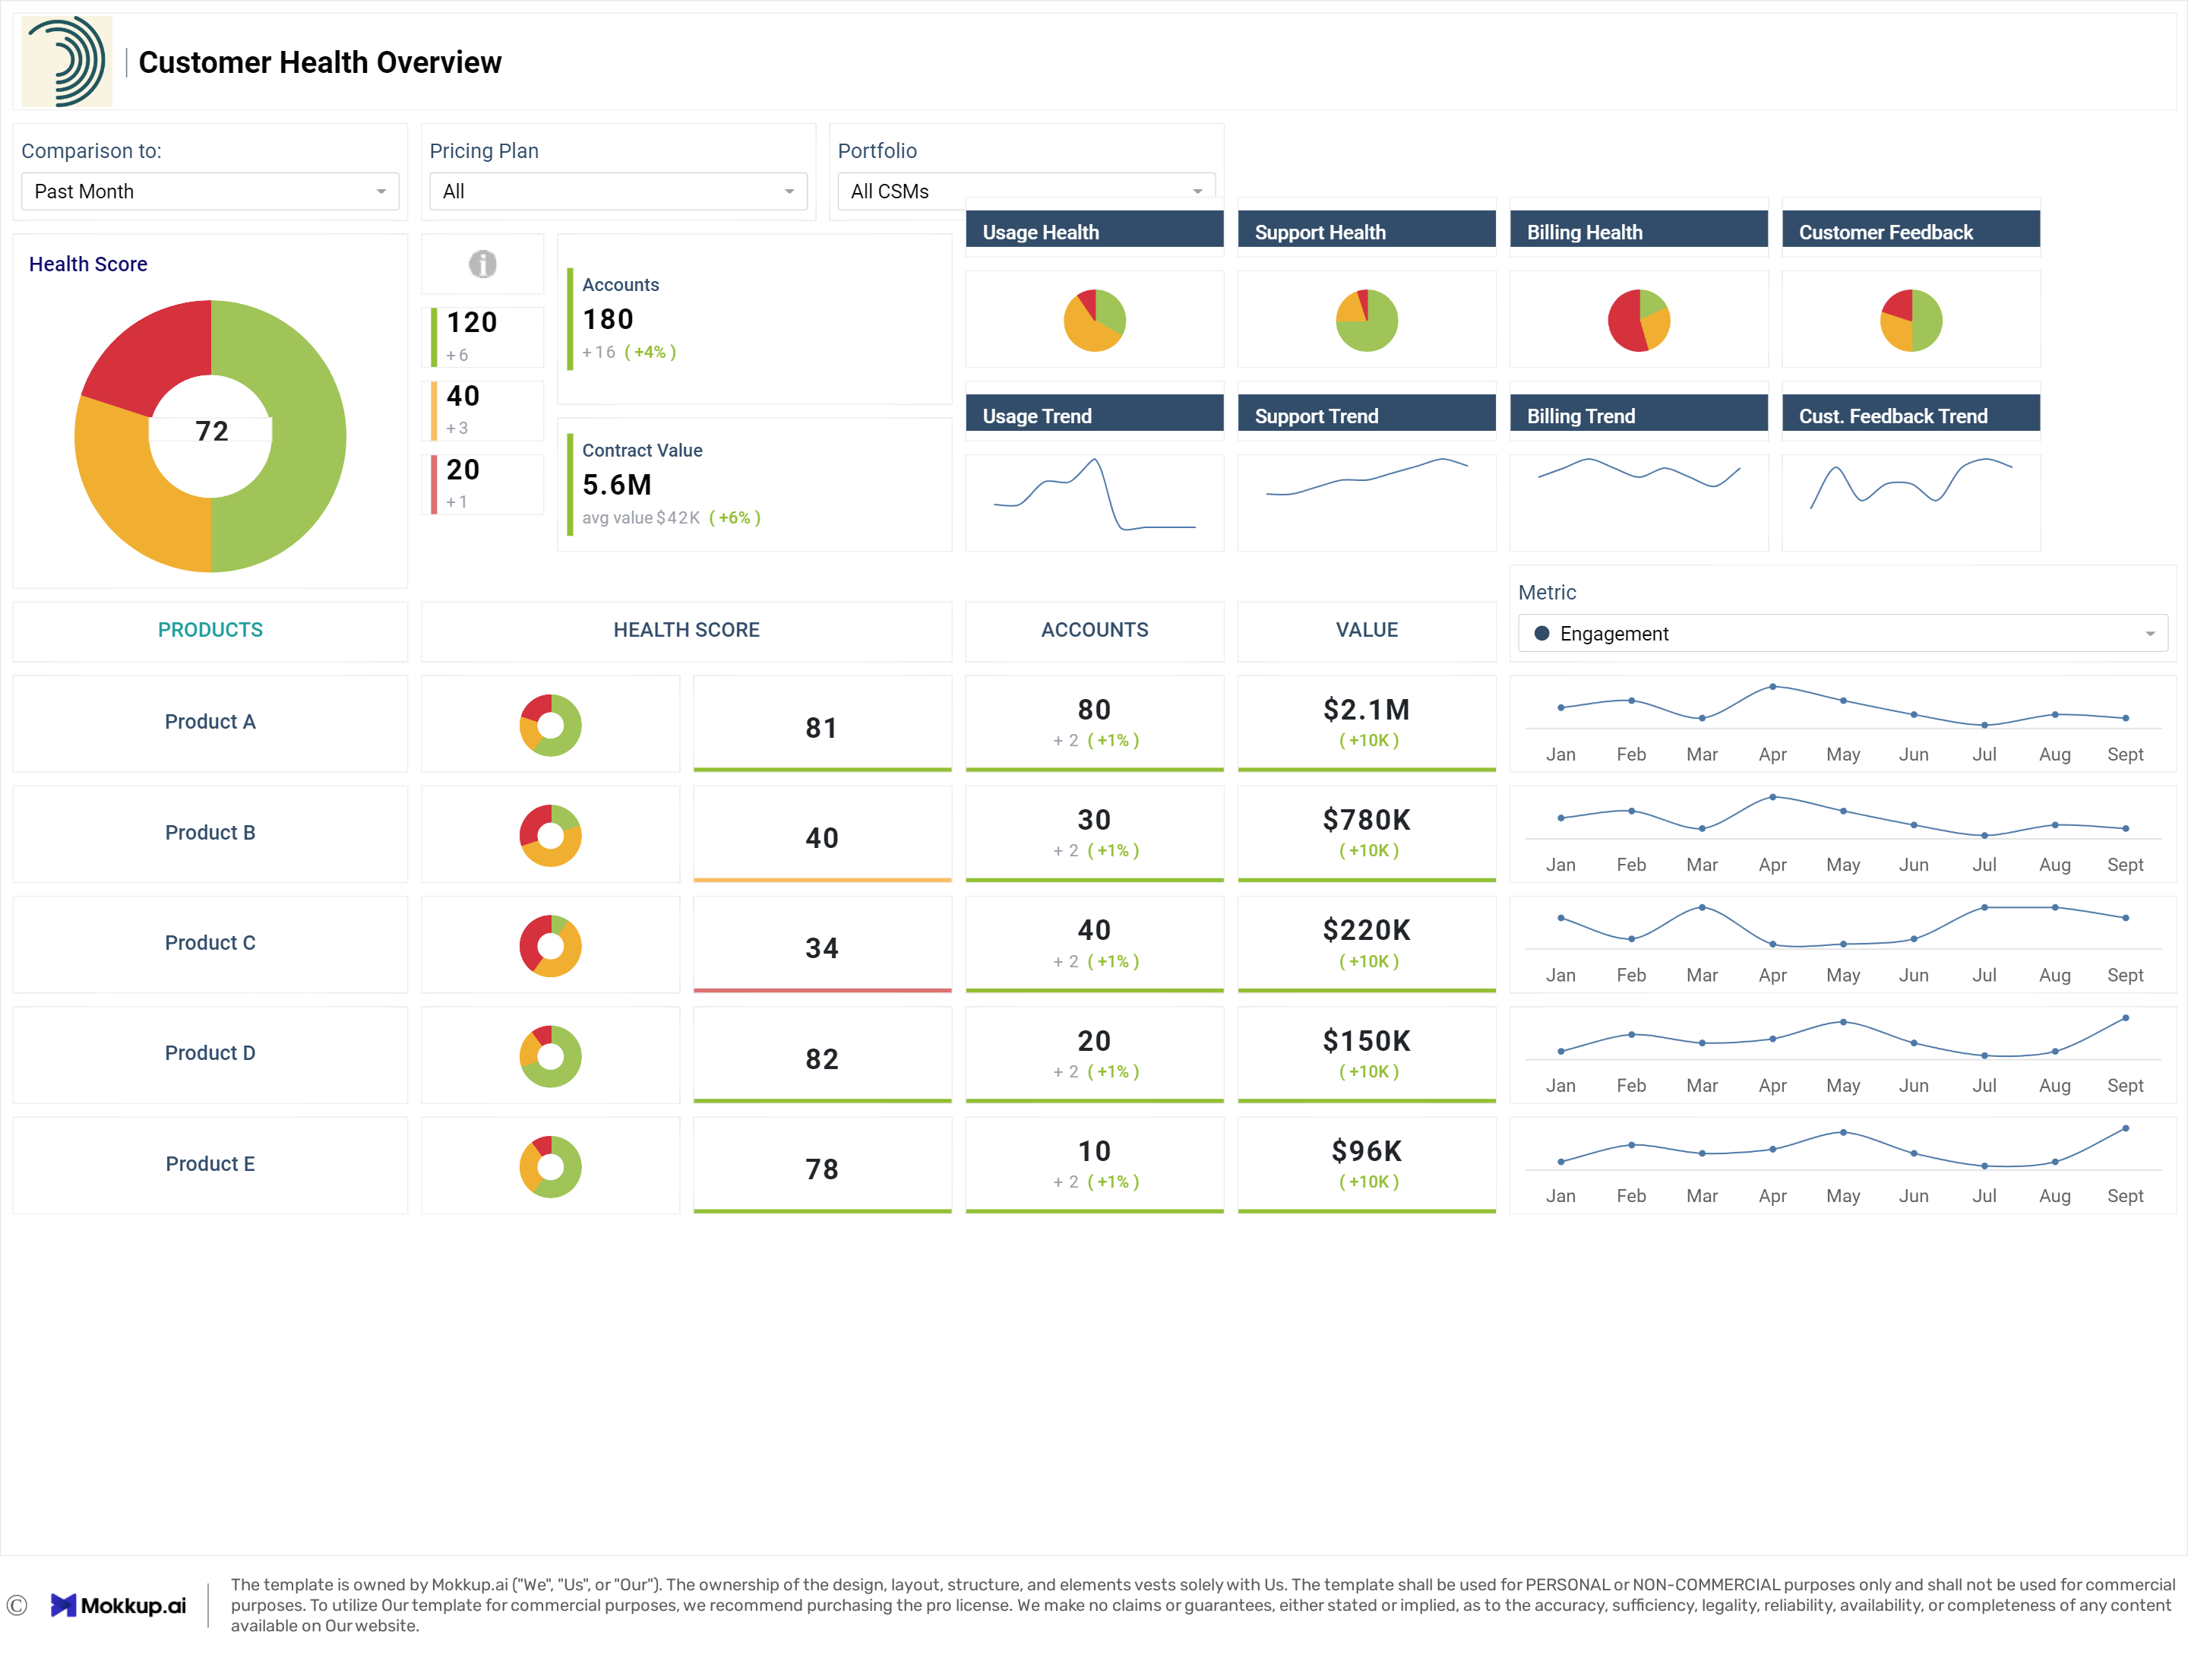 Customer Health Overview
Comparison to:
Past Month
Pricing Plan
All
Portfolio
All CSMs
Health Score
72
i
120
+6
40
+3
20
+1
Accounts
180
+16 (+4%)
Contract Value
5.6M
avg value $42K (+6%)
Usage Health
Support Health
Billing Health
Customer Feedback
Usage Trend
Support Trend
Billing Trend
Cust. Feedback Trend
PRODUCTS
HEALTH SCORE
ACCOUNTS
VALUE
Metric
Engagement
Product A
81
80
+ 2 (+1%)
$2.1M
(+10K)
Jan Feb Mar Apr May Jun Jul Aug Sept
Product B
40
30
+ 2 (+1%)
$780K
(+10K)
Jan Feb Mar Apr May Jun Jul Aug Sept
Product C
34
40
+ 2 (+1%)
$220K
(+10K)
Jan Feb Mar Apr May Jun Jul Aug Sept
Product D
82
20
+ 2 (+1%)
$150K
(+10K)
Jan Feb Mar Apr May Jun Jul Aug Sept
Product E
78
10
+ 2 (+1%)
$96K
(+10K)
Jan Feb Mar Apr May Jun Jul Aug Sept
© Mokkup.ai
The template is owned by Mokkup.ai ("We", "Us", or "Our"). The ownership of the design, layout, structure, and elements vests solely with Us. The template shall be used for PERSONAL or NON-COMMERCIAL purposes only and shall not be used for commercial
purposes. To utilize Our template for commercial purposes, we recommend purchasing the pro license. We make no claims or guarantees, either stated or implied, as to the accuracy, sufficiency, legality, reliability, availability, or completeness of any content
available on Our website.